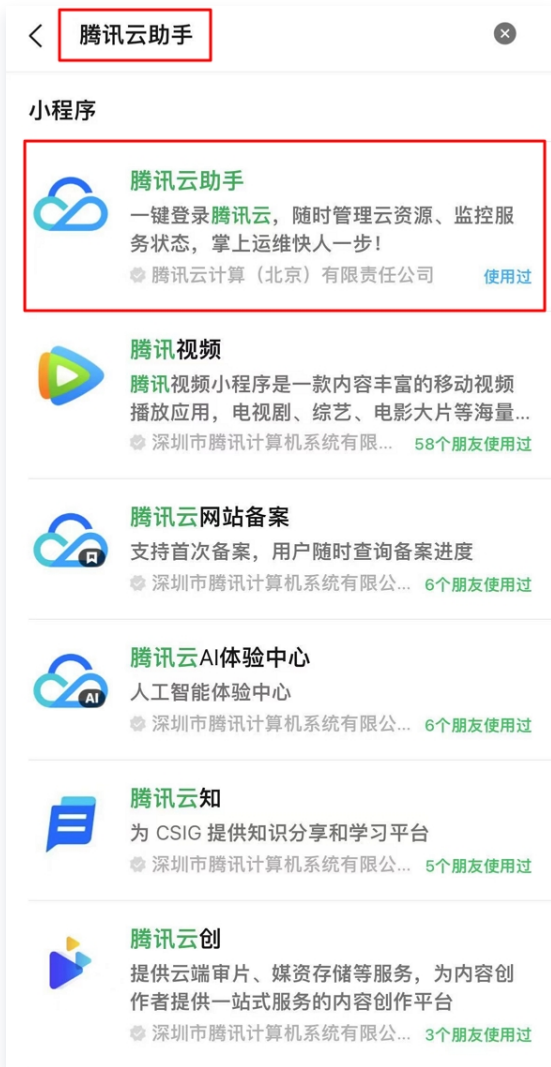 腾讯云助手
小程序
腾讯云助手
一键登录腾讯云，随时管理云资源、监控服
务状态，掌上运维快人一步！
腾讯云计算（北京）有限责任公司 使用过
腾讯视频
腾讯视频小程序是一款内容丰富的移动视频
播放应用，电视剧、综艺、电影大片等海量...
深圳市腾讯计算机系统有限... 58个朋友使用过
腾讯云网站备案
支持首次备案，用户随时查询备案进度
深圳市腾讯计算机系统有限公... 6个朋友使用过
腾讯云AI体验中心
AI
人工智能体验中心
深圳市腾讯计算机系统有限公... 6个朋友使用过
腾讯云知
为 CSIG 提供知识分享和学习平台
深圳市腾讯计算机系统有限公... 5个朋友使用过
腾讯云创
提供云端审片、媒资存储等服务，为内容创
作者提供一站式服务的内容创作平台
深圳市腾讯计算机系统有限公... 3个朋友使用过